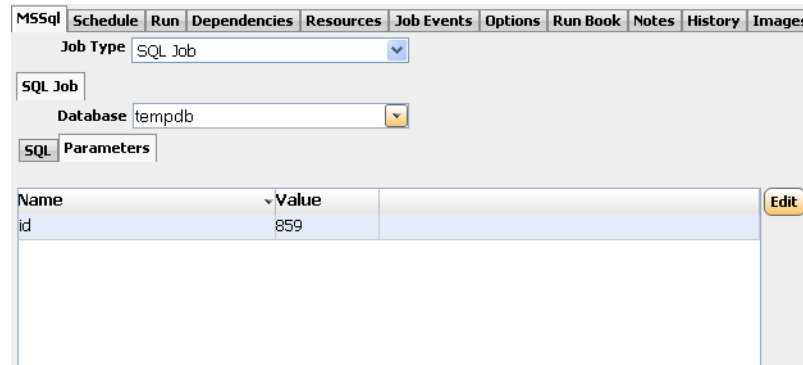 MSSql Schedule Run Dependencies Resources Job Events Options Run Book Notes History Images
Job Type SQL Job
SQL Job
Database tempdb
SQL Parameters
Name Value
Edit
id 859